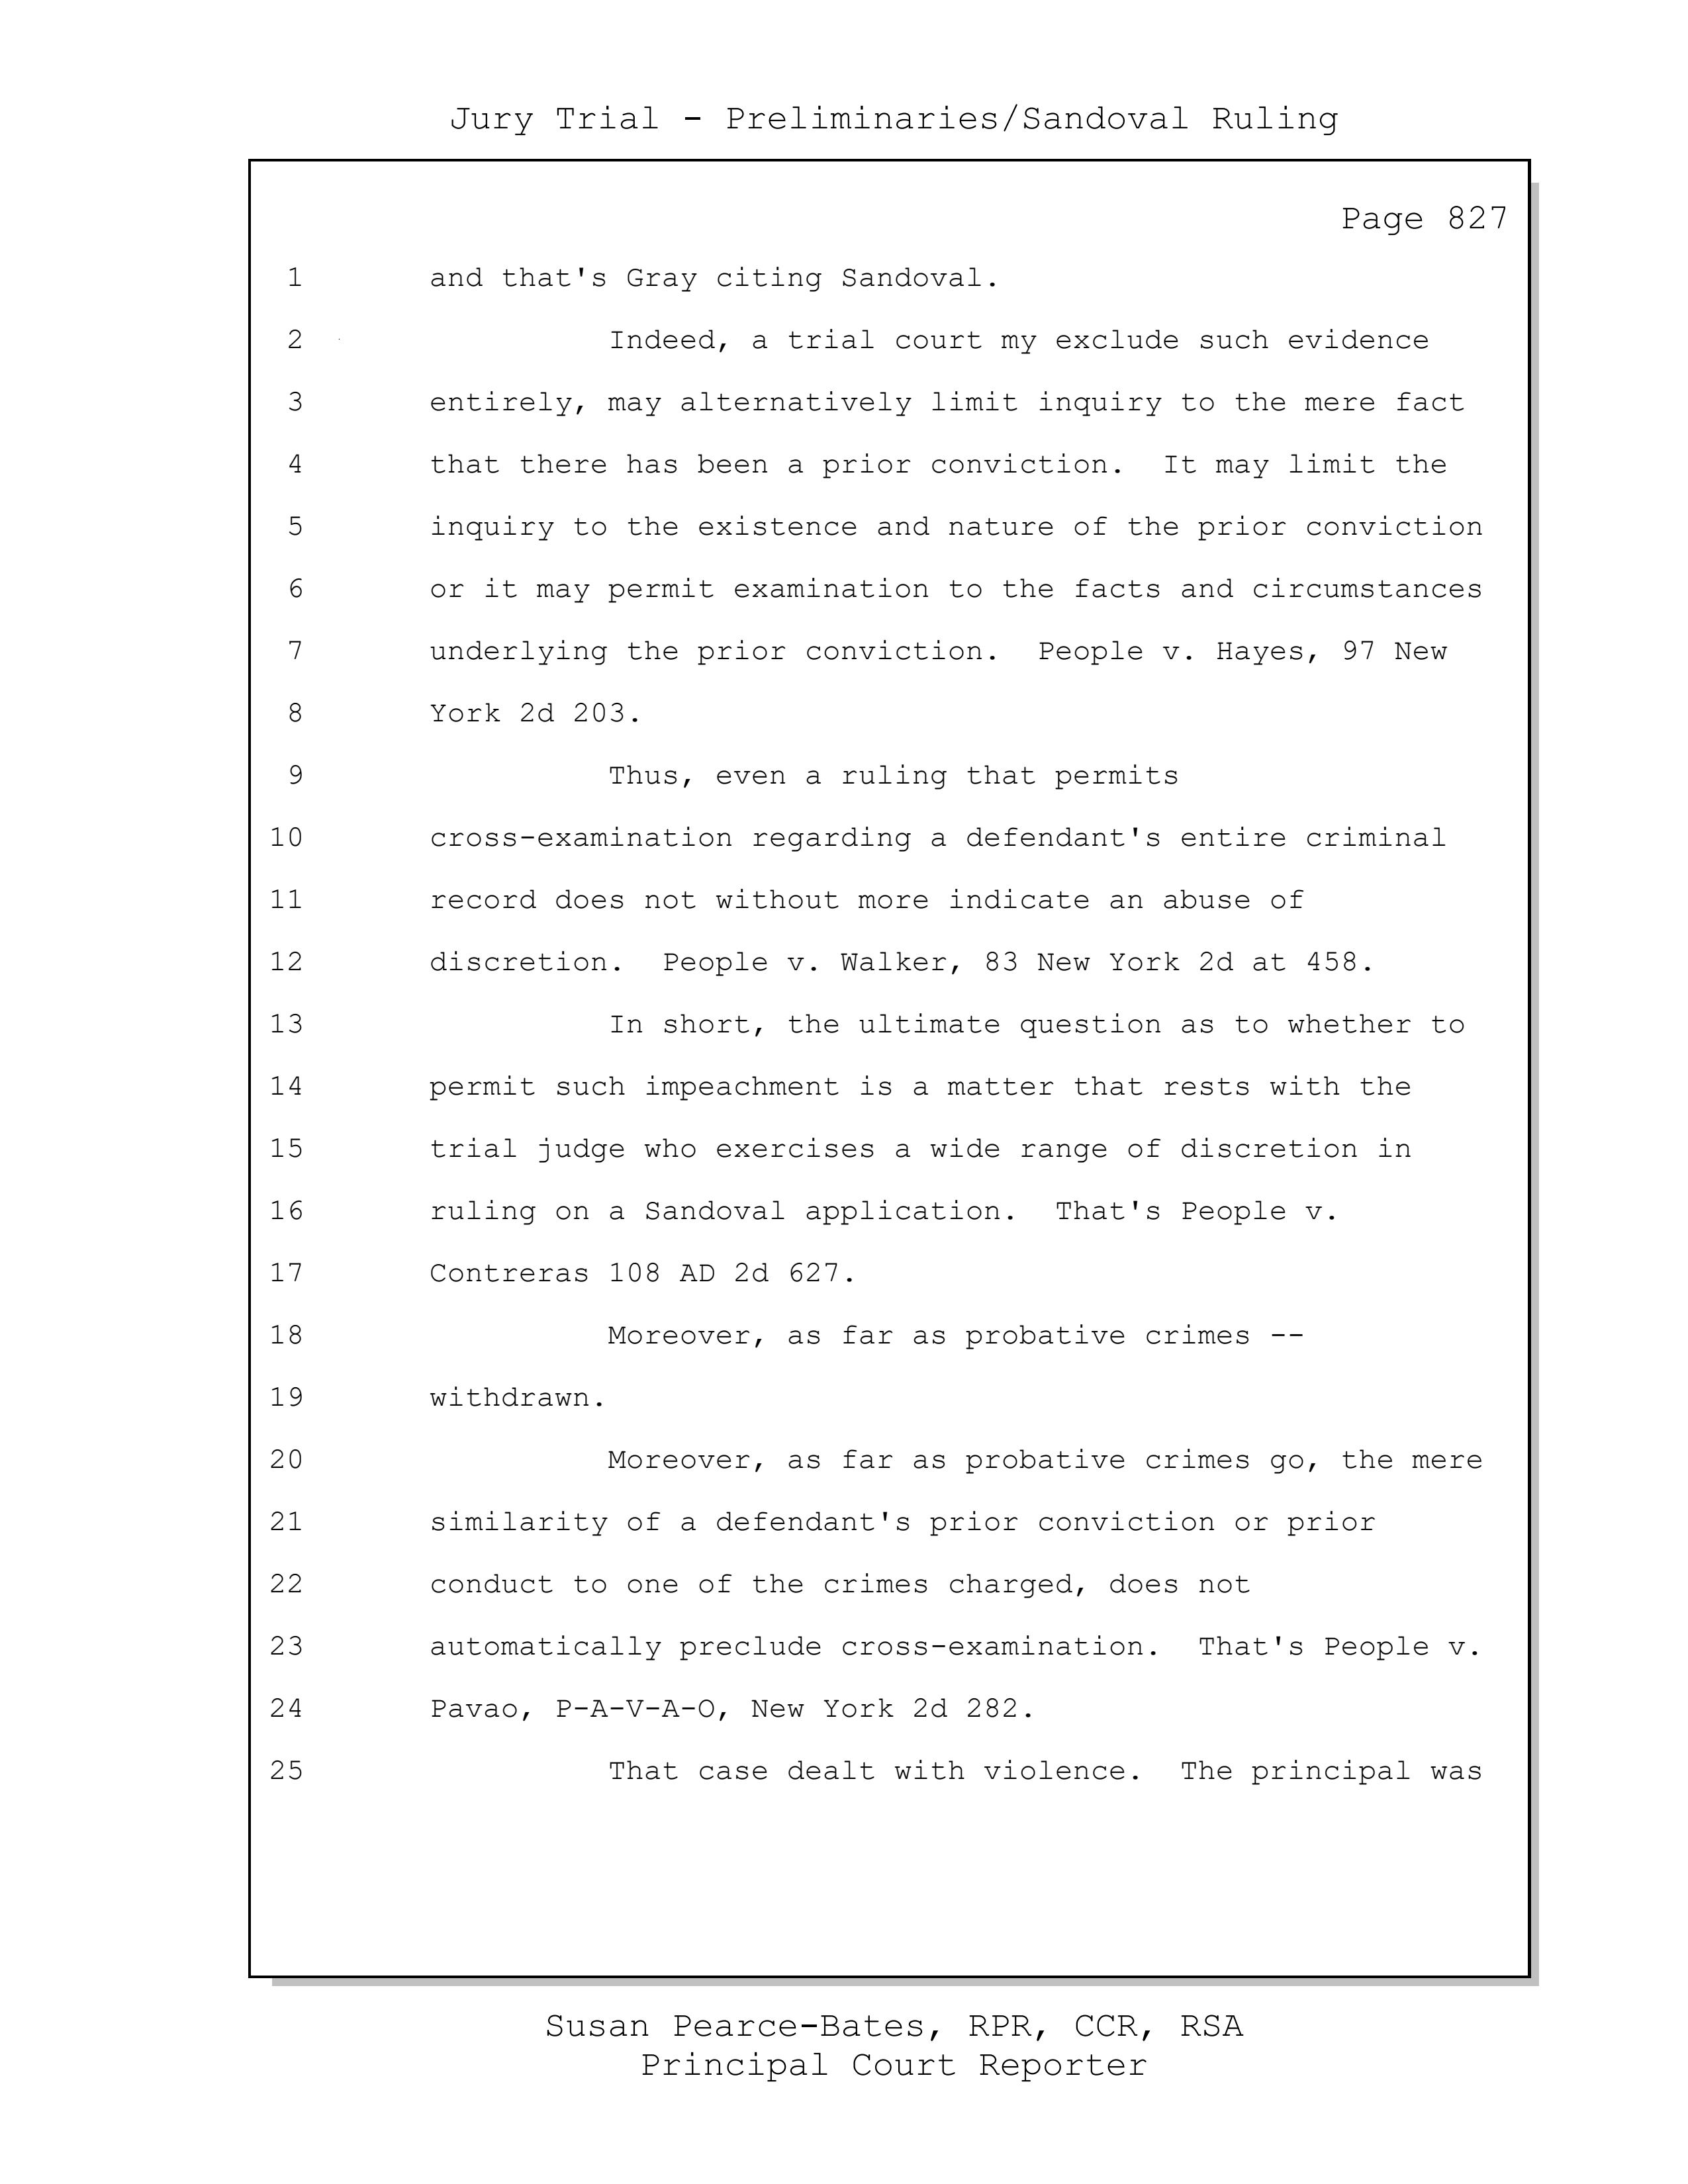 Jury Trial - Preliminaries/Sandoval Ruling
Page 827
1 and that's Gray citing Sandoval.
2 Indeed, a trial court my exclude such evidence
3 entirely, may alternatively limit inquiry to the mere fact
4 that there has been a prior conviction. It may limit the
5 inquiry to the existence and nature of the prior conviction
6 or it may permit examination to the facts and circumstances
7 underlying the prior conviction. People v. Hayes, 97 New
8 York 2d 203.
9 Thus, even a ruling that permits
10 cross-examination regarding a defendant's entire criminal
11 record does not without more indicate an abuse of
12 discretion. People v. Walker, 83 New York 2d at 458.
13 In short, the ultimate question as to whether to
14 permit such impeachment is a matter that rests with the
15 trial judge who exercises a wide range of discretion in
16 ruling on a Sandoval application. That's People v.
17 Contreras 108 AD 2d 627.
18 Moreover, as far as probative crimes --
19 withdrawn.
20 Moreover, as far as probative crimes go, the mere
21 similarity of a defendant's prior conviction or prior
22 conduct to one of the crimes charged, does not
23 automatically preclude cross-examination. That's People v.
24 Pavao, P-A-V-A-O, New York 2d 282.
25 That case dealt with violence. The principal was
Susan Pearce-Bates, RPR, CCR, RSA
Principal Court Reporter